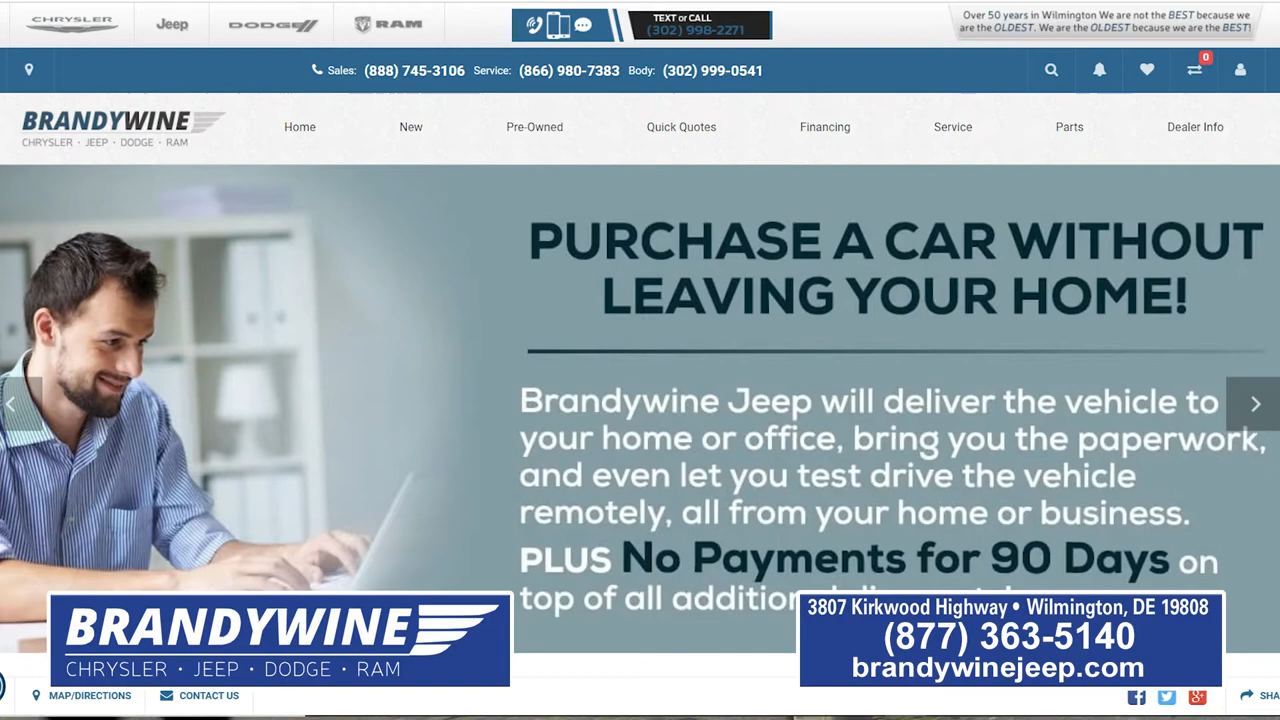 CHRYSLER
Jeep
DODGE
RAM
TEXT or CALL
(302) 998-2271
Over 50 years in Wilmington We are not the BEST because we
are the OLDEST. We are the OLDEST because we are the BEST!
Sales: (888) 745-3106 Service: (866) 980-7383 Body: (302) 999-0541
0
BRANDYWINE
CHRYSLER · JEEP · DODGE · RAM
Home New Pre-Owned Quick Quotes Financing Service Parts Dealer Info
PURCHASE A CAR WITHOUT
LEAVING YOUR HOME!
Brandywine Jeep will deliver the vehicle to
your home or office, bring you the paperwork,
and even let you test drive the vehicle
remotely, all from your home or business.
PLUS No Payments for 90 Days on
top of all
BRANDYWINE
CHRYSLER · JEEP · DODGE · RAM
3807 Kirkwood Highway • Wilmington, DE 19808
(877) 363-5140
brandywinejeep.com
MAP/DIRECTIONS
CONTACT US
SHA